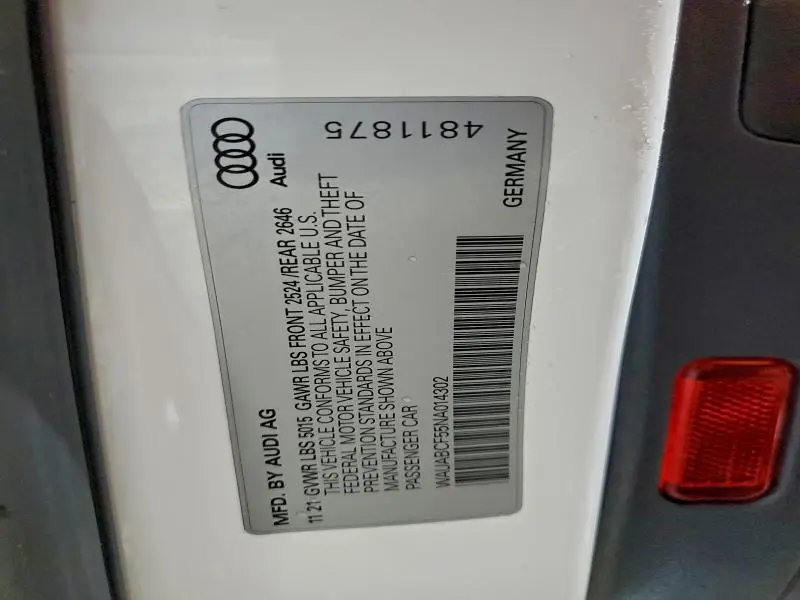 MFD. BY AUDI AG
11 21 GVWR LBS 5015 GAWR LBS FRONT 2524 /REAR 2646
THIS VEHICLE CONFORMS TO ALL APPLICABLE U.S.
FEDERAL MOTOR VEHICLE SAFETY, BUMPER AND THEFT
PREVENTION STANDARDS IN EFFECT ON THE DATE OF
MANUFACTURE SHOWN ABOVE
PASSENGER CAR
WAUABCF55NA014302
GERMANY
Audi
4811875